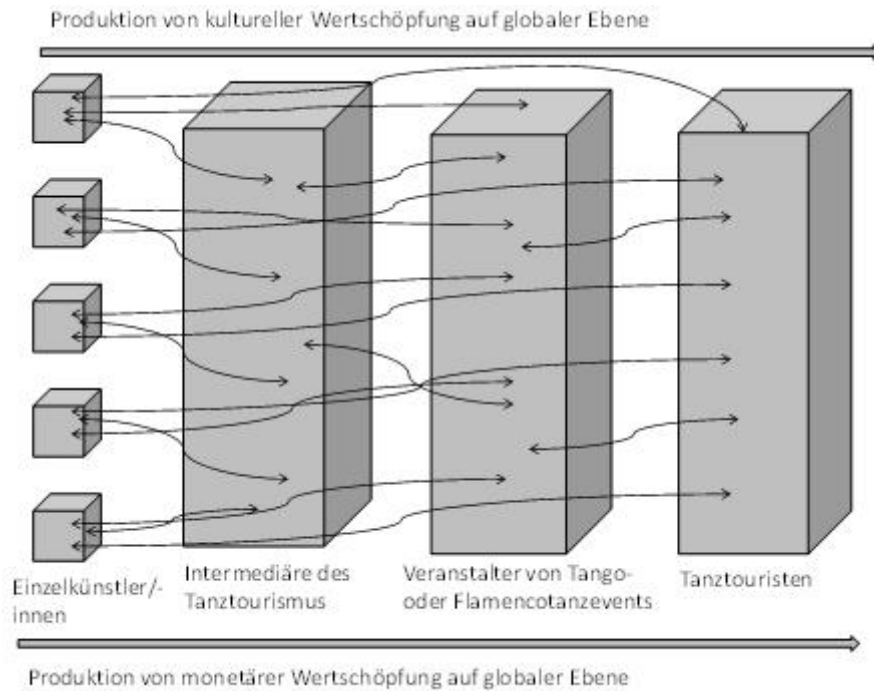 Produktion von kultureller Wertschöpfung auf globaler Ebene
Einzelkünstler/-
innen
Intermediäre des
Tanztourismus
Veranstalter von Tango-
oder Flamencotanzevents
Tanztouristen
Produktion von monetärer Wertschöpfung auf globaler Ebene